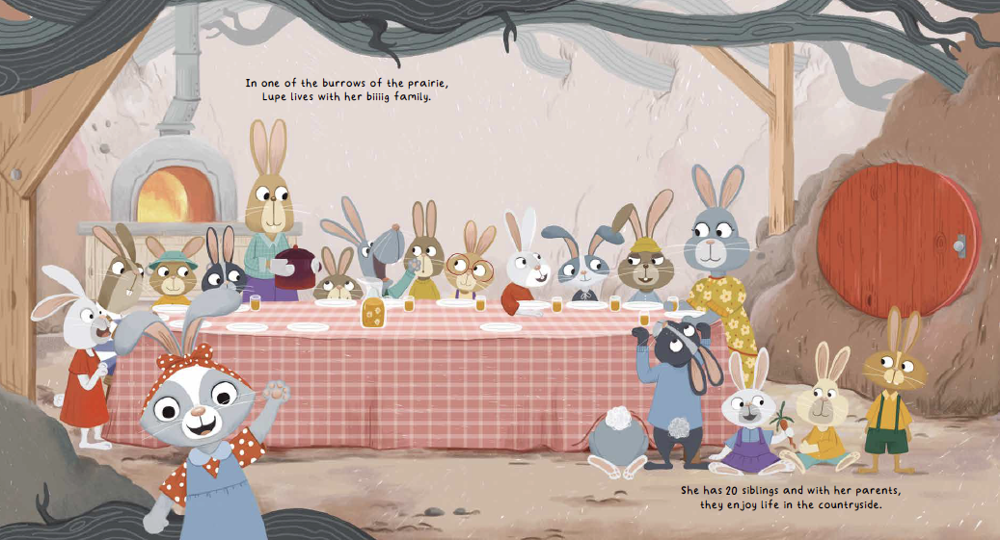 In one of the burrows of the prairie,
Lupe lives with her biiiig family.
She has 20 siblings and with her parents,
they enjoy life in the countryside.